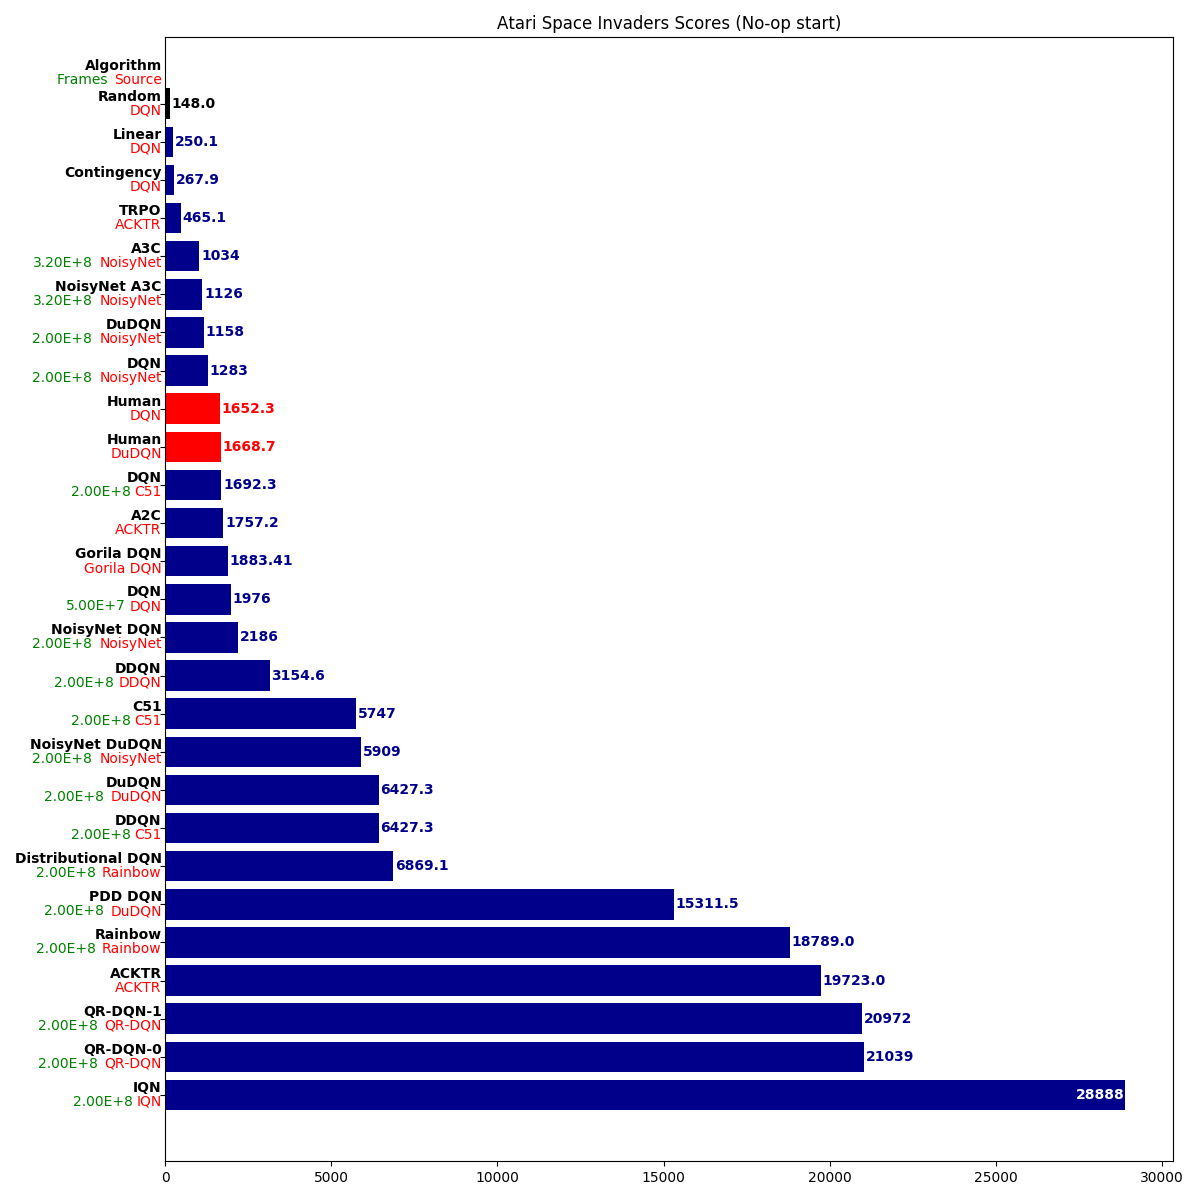 Atari Space Invaders Scores (No-op start)
Algorithm
Frames Source
Random
DQN
148.0
Linear
DQN
250.1
Contingency
DQN
267.9
TRPO
ACKTR
465.1
A3C
3.20E+8 NoisyNet
1034
NoisyNet A3C
3.20E+8 NoisyNet
1126
DuDQN
2.00E+8 NoisyNet
1158
DQN
2.00E+8 NoisyNet
1283
Human
DQN
1652.3
Human
DuDQN
1668.7
DQN
2.00E+8 C51
1692.3
A2C
ACKTR
1757.2
Gorila DQN
Gorila DQN
1883.41
DQN
5.00E+7 DQN
1976
NoisyNet DQN
2.00E+8 NoisyNet
2186
DDQN
2.00E+8 DDQN
3154.6
C51
2.00E+8 C51
5747
NoisyNet DuDQN
2.00E+8 NoisyNet
5909
DuDQN
2.00E+8 DuDQN
6427.3
DDQN
2.00E+8 C51
6427.3
Distributional DQN
2.00E+8 Rainbow
6869.1
PDD DQN
2.00E+8 DuDQN
15311.5
Rainbow
2.00E+8 Rainbow
18789.0
ACKTR
ACKTR
19723.0
QR-DQN-1
2.00E+8 QR-DQN
20972
QR-DQN-0
2.00E+8 QR-DQN
21039
IQN
2.00E+8 IQN
28888
0 5000 10000 15000 20000 25000 30000